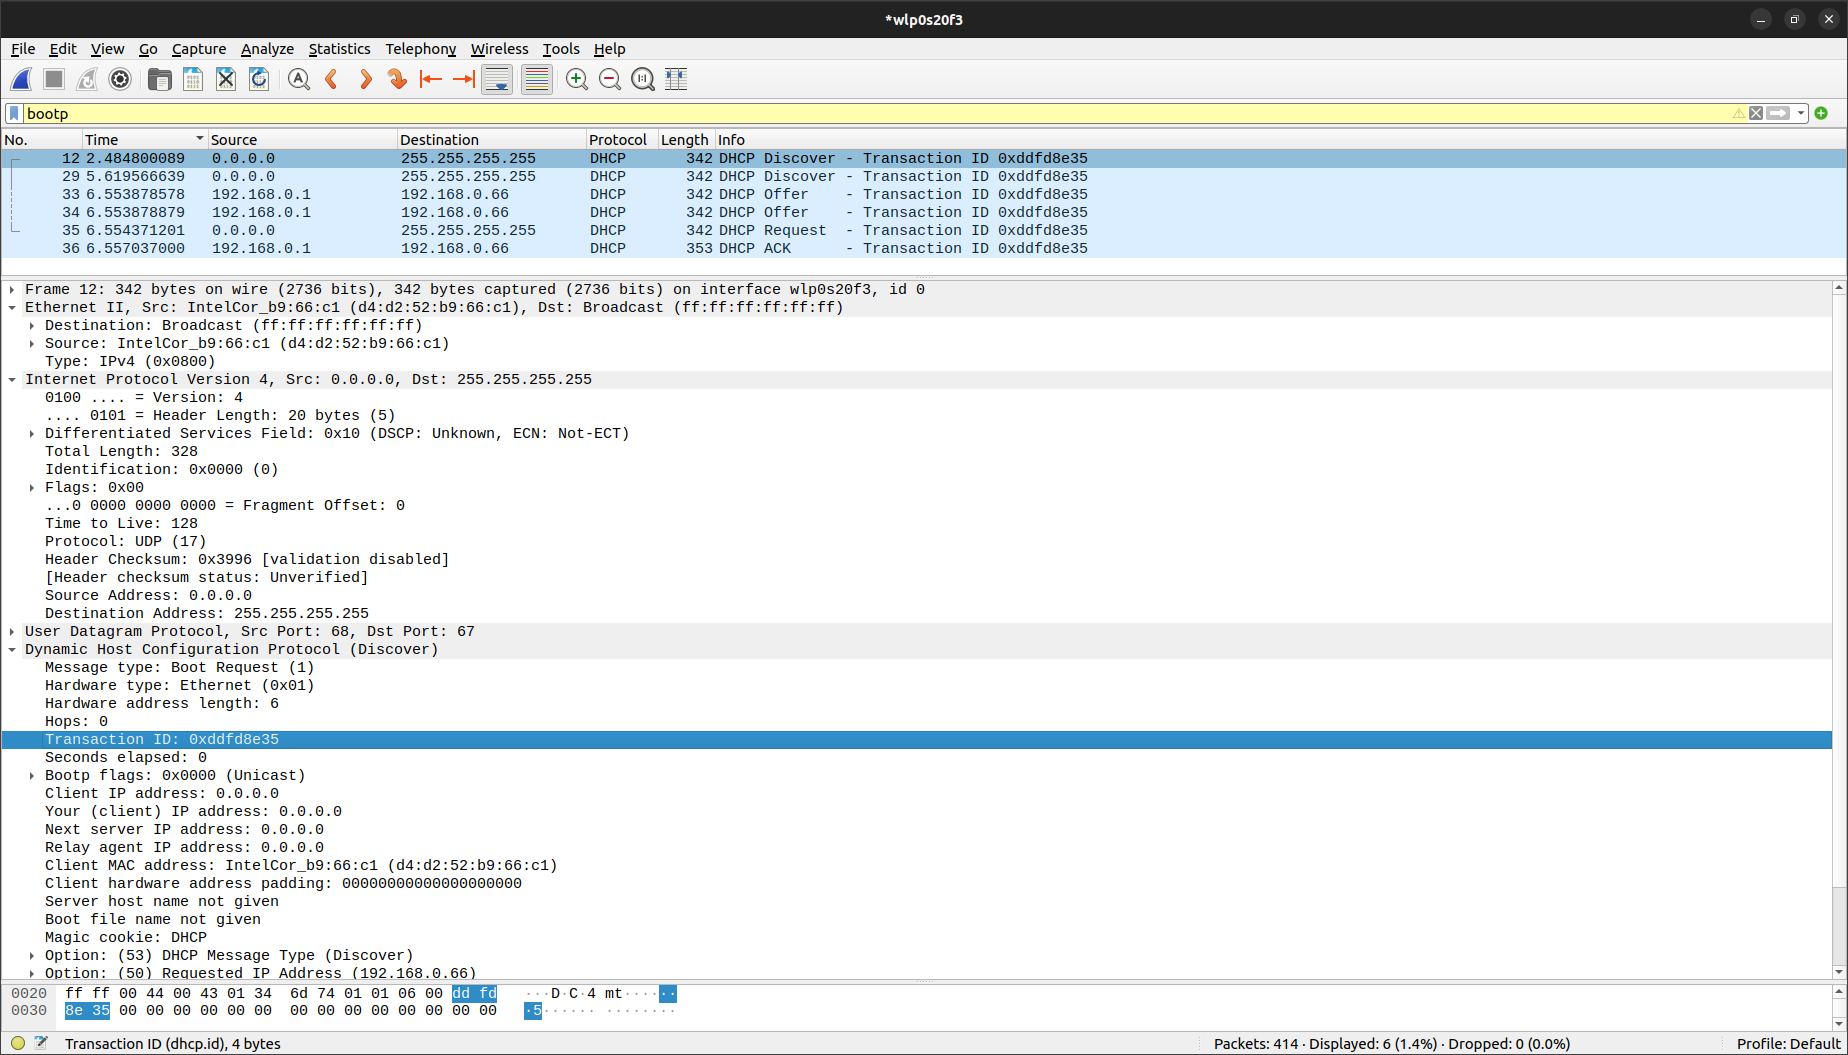 *wlp0s20f3
File Edit View Go Capture Analyze Statistics Telephony Wireless Tools Help
bootp
No. Time Source Destination Protocol Length Info
12 2.484800089 0.0.0.0 255.255.255.255 DHCP 342 DHCP Discover - Transaction ID 0xddfd8e35
29 5.619566639 0.0.0.0 255.255.255.255 DHCP 342 DHCP Discover - Transaction ID 0xddfd8e35
33 6.553878578 192.168.0.1 192.168.0.66 DHCP 342 DHCP Offer - Transaction ID 0xddfd8e35
34 6.553878879 192.168.0.1 192.168.0.66 DHCP 342 DHCP Offer - Transaction ID 0xddfd8e35
35 6.554371201 0.0.0.0 255.255.255.255 DHCP 342 DHCP Request - Transaction ID 0xddfd8e35
36 6.557037000 192.168.0.1 192.168.0.66 DHCP 353 DHCP ACK - Transaction ID 0xddfd8e35
Frame 12: 342 bytes on wire (2736 bits), 342 bytes captured (2736 bits) on interface wlp0s20f3, id 0
Ethernet II, Src: IntelCor_b9:66:c1 (d4:d2:52:b9:66:c1), Dst: Broadcast (ff:ff:ff:ff:ff:ff)
Destination: Broadcast (ff:ff:ff:ff:ff:ff)
Source: IntelCor_b9:66:c1 (d4:d2:52:b9:66:c1)
Type: IPv4 (0x0800)
Internet Protocol Version 4, Src: 0.0.0.0, Dst: 255.255.255.255
0100 .... = Version: 4
.... 0101 = Header Length: 20 bytes (5)
Differentiated Services Field: 0x10 (DSCP: Unknown, ECN: Not-ECT)
Total Length: 328
Identification: 0x0000 (0)
Flags: 0x00
...0 0000 0000 0000 = Fragment Offset: 0
Time to Live: 128
Protocol: UDP (17)
Header Checksum: 0x3996 [validation disabled]
[Header checksum status: Unverified]
Source Address: 0.0.0.0
Destination Address: 255.255.255.255
User Datagram Protocol, Src Port: 68, Dst Port: 67
Dynamic Host Configuration Protocol (Discover)
Message type: Boot Request (1)
Hardware type: Ethernet (0x01)
Hardware address length: 6
Hops: 0
Transaction ID: 0xddfd8e35
Seconds elapsed: 0
Bootp flags: 0x0000 (Unicast)
Client IP address: 0.0.0.0
Your (client) IP address: 0.0.0.0
Next server IP address: 0.0.0.0
Relay agent IP address: 0.0.0.0
Client MAC address: IntelCor_b9:66:c1 (d4:d2:52:b9:66:c1)
Client hardware address padding: 00000000000000000000
Server host name not given
Boot file name not given
Magic cookie: DHCP
Option: (53) DHCP Message Type (Discover)
Option: (50) Requested IP Address (192.168.0.66)
0020 ff ff 00 44 00 43 01 34 6d 74 01 01 06 00 dd fd ···D·C·4 mt······
0030 8e 35 00 00 00 00 00 00 00 00 00 00 00 00 00 00 ·5······ ········
Transaction ID (dhcp.id), 4 bytes Packets: 414 · Displayed: 6 (1.4%) · Dropped: 0 (0.0%) Profile: Default